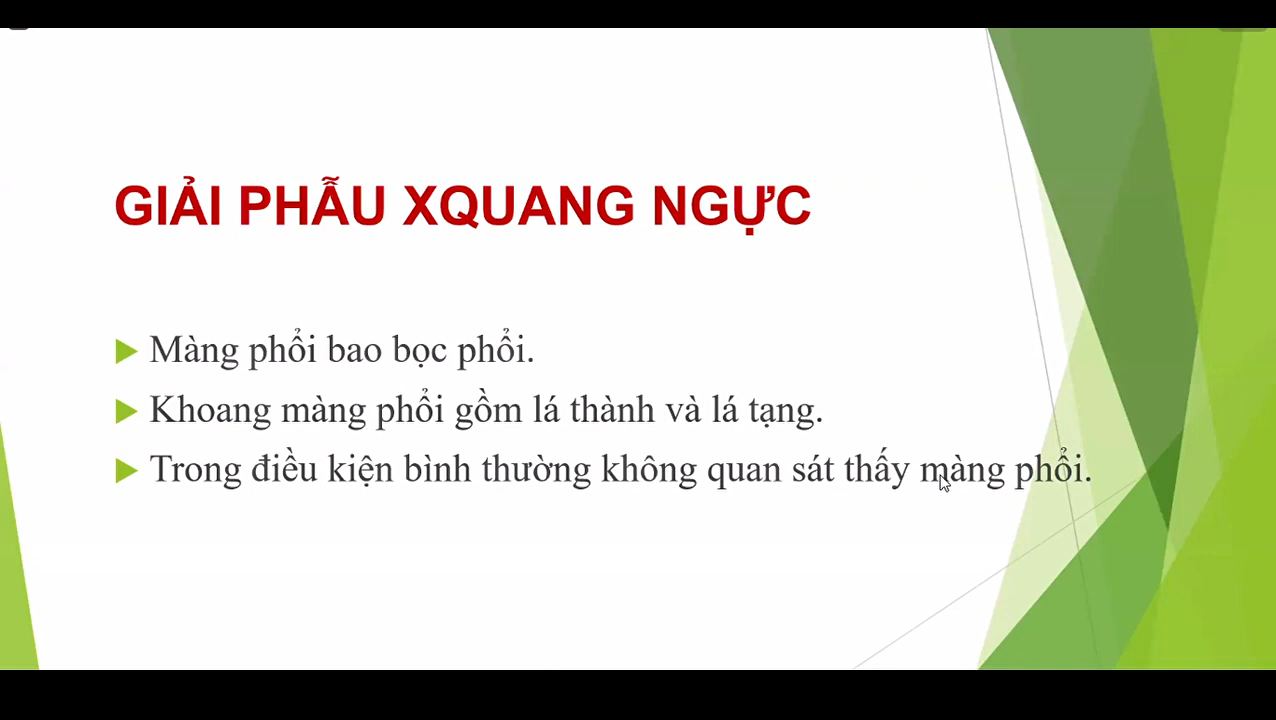 GIẢI PHẪU XQUANG NGỰC
Màng phổi bao bọc phổi.
Khoang màng phổi gồm lá thành và lá tạng.
Trong điều kiện bình thường không quan sát thấy màng phổi.